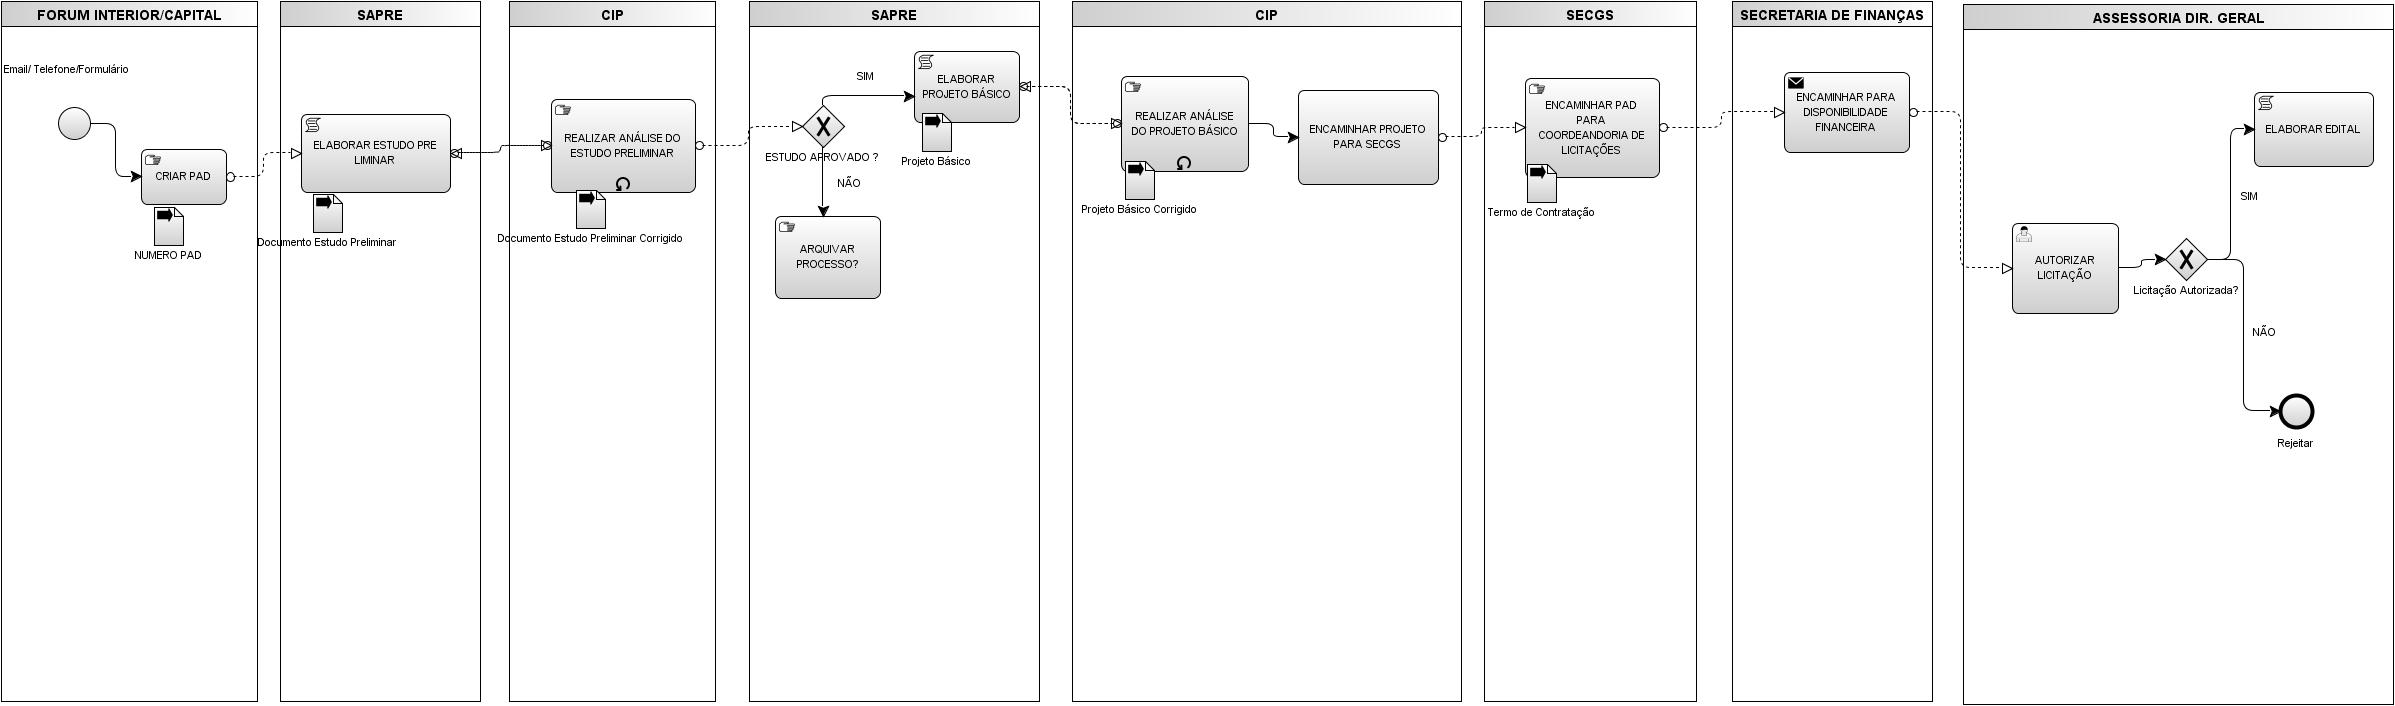 FORUM INTERIOR/CAPITAL
Email/ Telefone/Formulário
CRIAR PAD
NUMERO PAD
SAPRE
ELABORAR ESTUDO PRE
LIMINAR
Documento Estudo Preliminar
CIP
REALIZAR ANÁLISE DO
ESTUDO PRELIMINAR
Documento Estudo Preliminar Corrigido
SAPRE
SIM
ELABORAR
PROJETO BÁSICO
Projeto Básico
ESTUDO APROVADO ?
NÃO
ARQUIVAR
PROCESSO?
CIP
REALIZAR ANÁLISE
DO PROJETO BÁSICO
Projeto Básico Corrigido
ENCAMINHAR PROJETO
PARA SECGS
SECGS
ENCAMINHAR PAD
PARA
COORDEANDORIA DE
LICITAÇÕES
Termo de Contratação
SECRETARIA DE FINANÇAS
ENCAMINHAR PARA
DISPONIBILIDADE
FINANCEIRA
ASSESSORIA DIR. GERAL
ELABORAR EDITAL
SIM
AUTORIZAR
LICITAÇÃO
Licitação Autorizada?
NÃO
Rejeitar